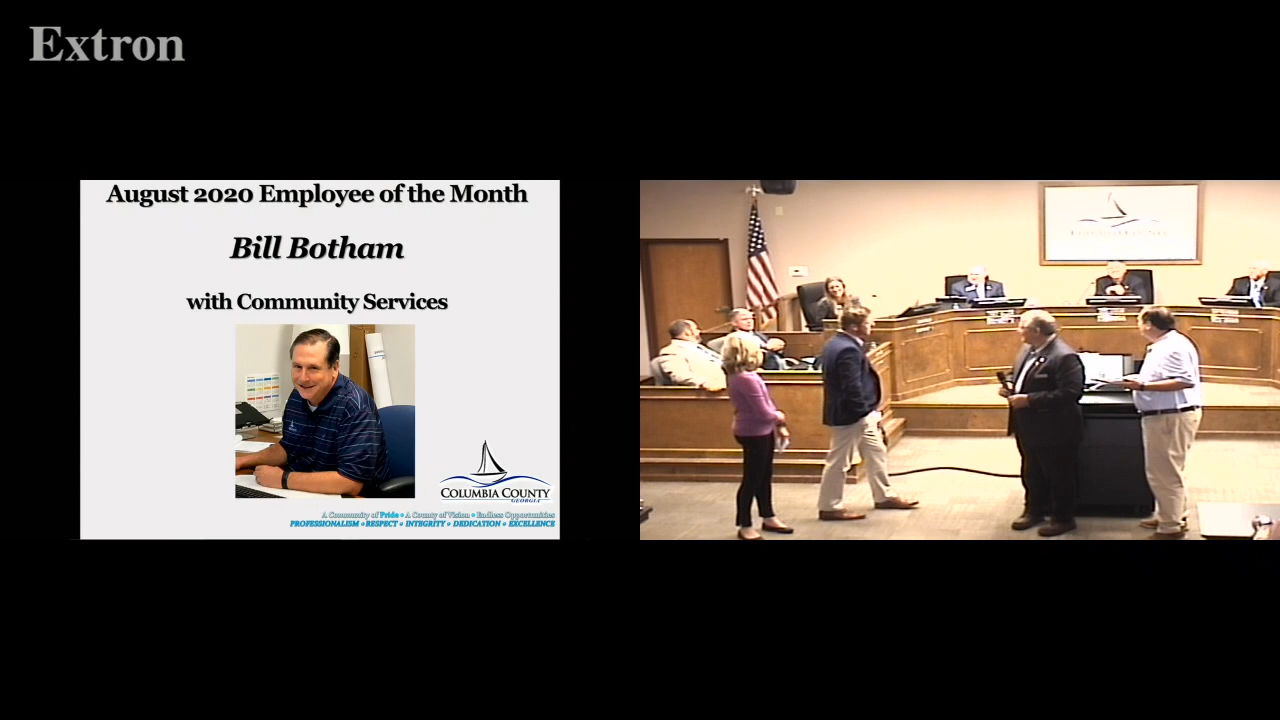 Extron
August 2020 Employee of the Month
Bill Botham
with Community Services
COLUMBIA COUNTY
GEORGIA
A Community of Pride • A County of Vision • Endless Opportunities
PROFESSIONALISM • RESPECT • INTEGRITY • DEDICATION • EXCELLENCE